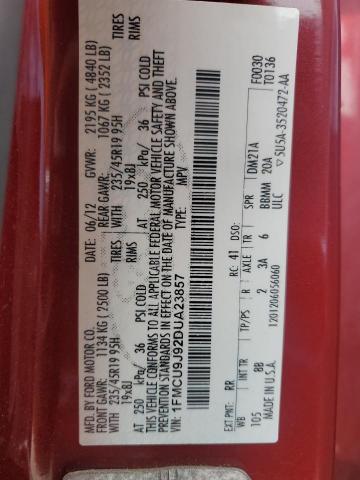 MFD. BY FORD MOTOR CO.
DATE: 06/12 GVWR: 2195 KG ( 4840 LB)
FRONT GAWR: 1134 KG ( 2500 LB) REAR GAWR: 1067 KG ( 2352 LB)
235/45R19 95H TIRES WITH 235/45R19 95H TIRES
19x8J RIMS 19x8J RIMS
AT 250 kPa/ 36 PSI COLD AT 250 kPa/ 36 PSI COLD
THIS VEHICLE CONFORMS TO ALL APPLICABLE FEDERAL MOTOR VEHICLE SAFETY AND THEFT
PREVENTION STANDARDS IN EFFECT ON THE DATE OF MANUFACTURE SHOWN ABOVE.
VIN: 1FMCU9J92DUA23857
TYPE: MPV
F0030
T0136
EXT PNT: RR RC: 41 DSO: DM21A
WB INT TR TP/PS R AXLE TR SPR
105 8B 2 3A 6 BBMM 20
ULC
MADE IN U.S.A. 1201206056060 5U5A-3520472-AA